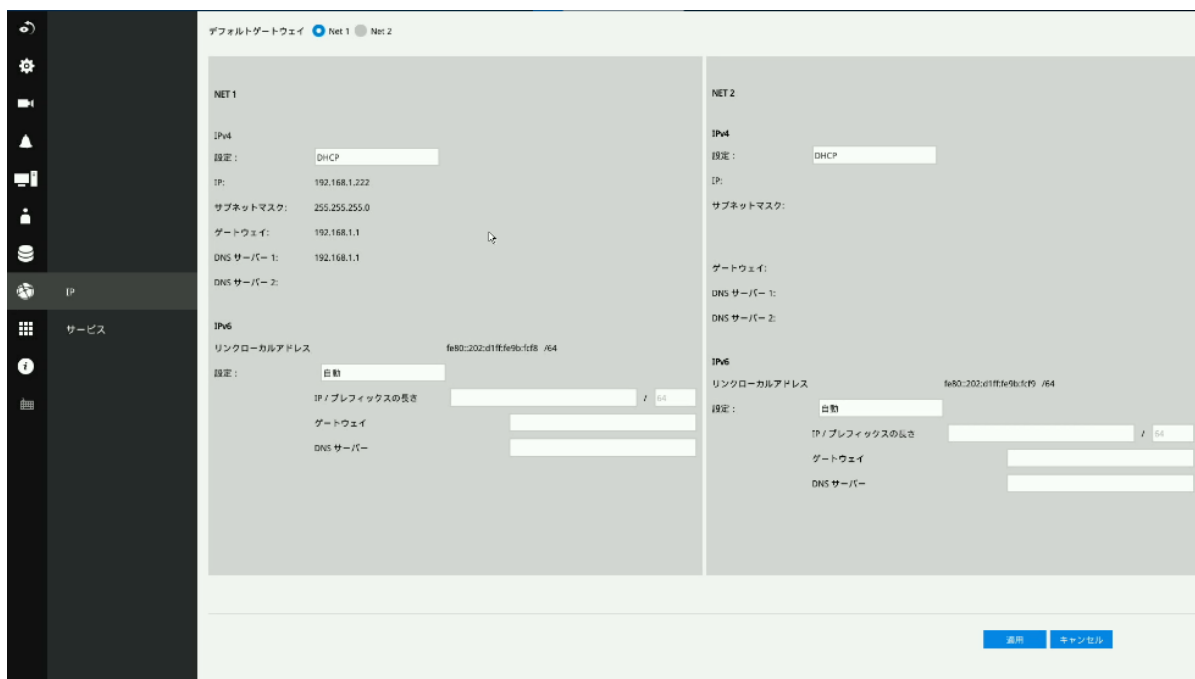 デフォルトゲートウェイ Net 1 Net 2
NET 1
IPv4
設定 : DHCP
IP: 192.168.1.222
サブネットマスク: 255.255.255.0
ゲートウェイ: 192.168.1.1
DNS サーバー 1: 192.168.1.1
DNS サーバー 2:
IPv6
リンクローカルアドレス fe80::202:d1ff:fe9b:fcf8 /64
設定 : 自動
IP / プレフィックスの長さ / 64
ゲートウェイ
DNS サーバー
NET 2
IPv4
設定 : DHCP
IP:
サブネットマスク:
ゲートウェイ:
DNS サーバー 1:
DNS サーバー 2:
IPv6
リンクローカルアドレス fe80::202:d1ff:fe9b:fcf9 /64
設定 : 自動
IP / プレフィックスの長さ / 64
ゲートウェイ
DNS サーバー
IP
サービス
適用 キャンセル